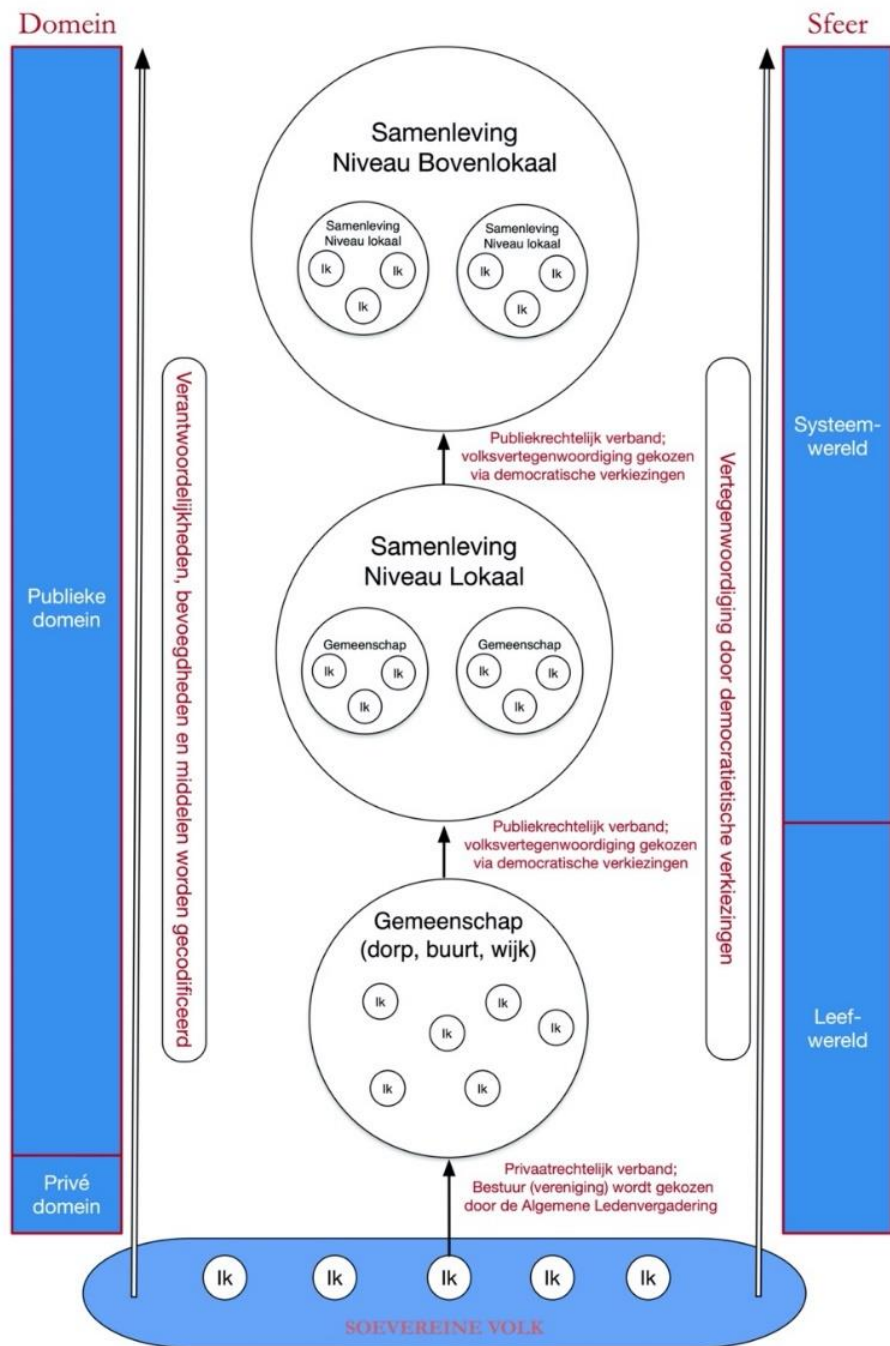 Domein
Sfeer
Samenleving
Niveau Bovenlokaal
Samenleving
Niveau lokaal
Ik
Ik
Ik
Samenleving
Niveau lokaal
Ik
Ik
Ik
Publiekrechtelijk verband;
volksvertegenwoordiging gekozen
via democratische verkiezingen
Verantwoordelijkheden, bevoegdheden en middelen worden gecodificeerd
Vertegenwoordiging door democratietische verkiezingen
Systeem-
wereld
Publieke
domein
Samenleving
Niveau Lokaal
Gemeenschap
Ik
Ik
Ik
Gemeenschap
Ik
Ik
Ik
Publiekrechtelijk verband;
volksvertegenwoordiging gekozen
via democratische verkiezingen
Gemeenschap
(dorp, buurt, wijk)
Ik
Ik
Ik
Ik
Ik
Ik
Leef-
wereld
Privé
domein
Privaatrechtelijk verband;
Bestuur (vereniging) wordt gekozen
door de Algemene Ledenvergadering
Ik
Ik
Ik
Ik
Ik
SOEVEREINE VOLK